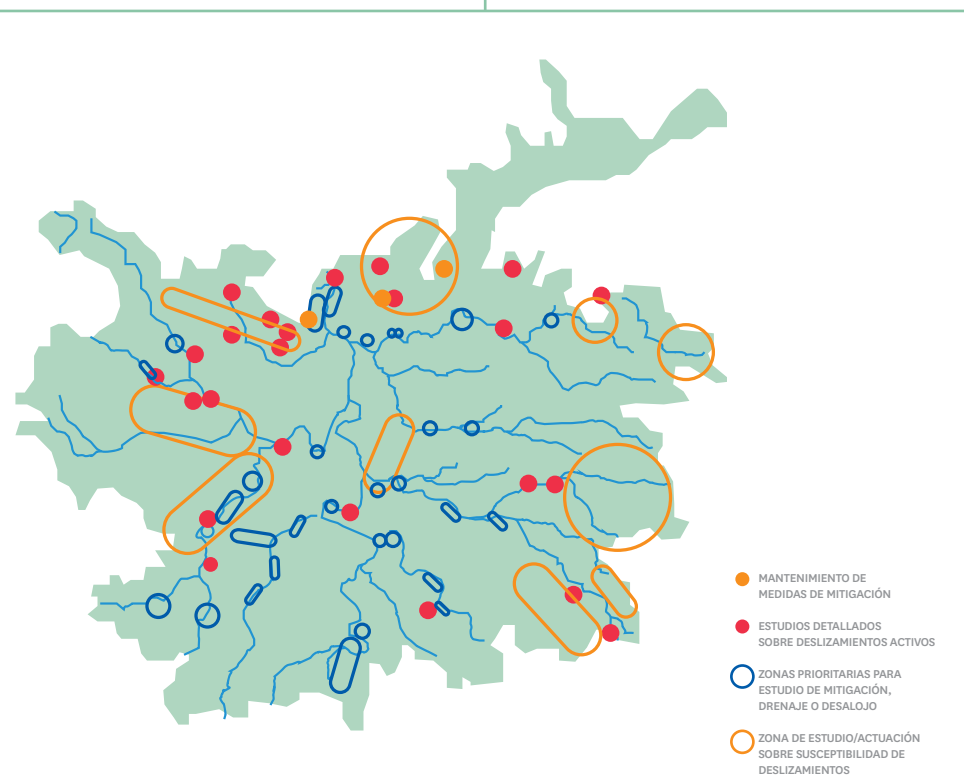 MANTENIMIENTO DE
MEDIDAS DE MITIGACIÓN
ESTUDIOS DETALLADOS
SOBRE DESLIZAMIENTOS ACTIVOS
ZONAS PRIORITARIAS PARA
ESTUDIO DE MITIGACIÓN,
DRENAJE O DESALOJO
ZONA DE ESTUDIO/ACTUACIÓN
SOBRE SUSCEPTIBILIDAD DE
DESLIZAMIENTOS